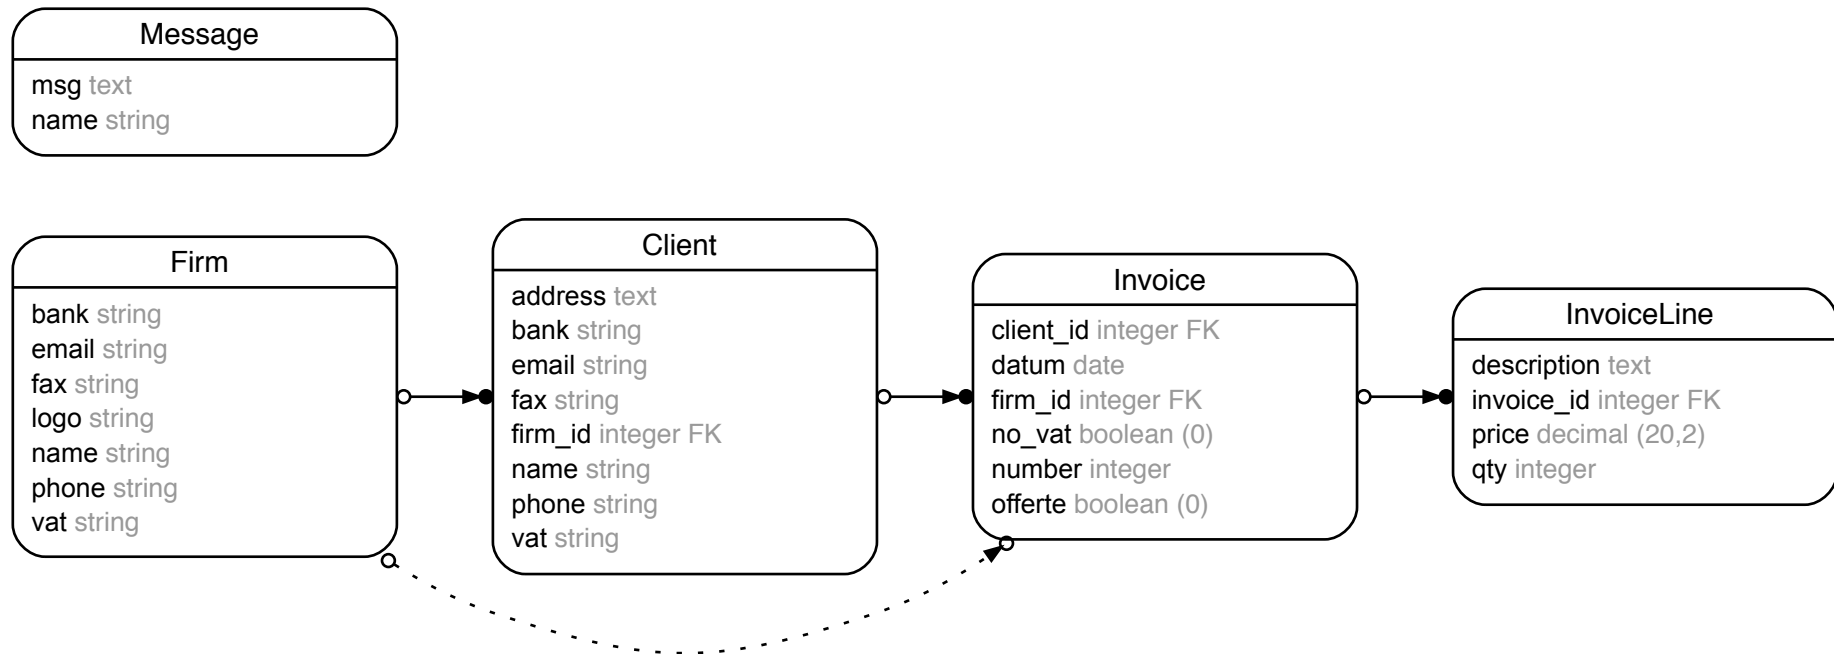 Message
msg text
name string
Firm
bank string
email string
fax string
logo string
name string
phone string
vat string
Client
address text
bank string
email string
fax string
firm_id integer FK
name string
phone string
vat string
Invoice
client_id integer FK
datum date
firm_id integer FK
no_vat boolean (0)
number integer
offerte boolean (0)
InvoiceLine
description text
invoice_id integer FK
price decimal (20,2)
qty integer